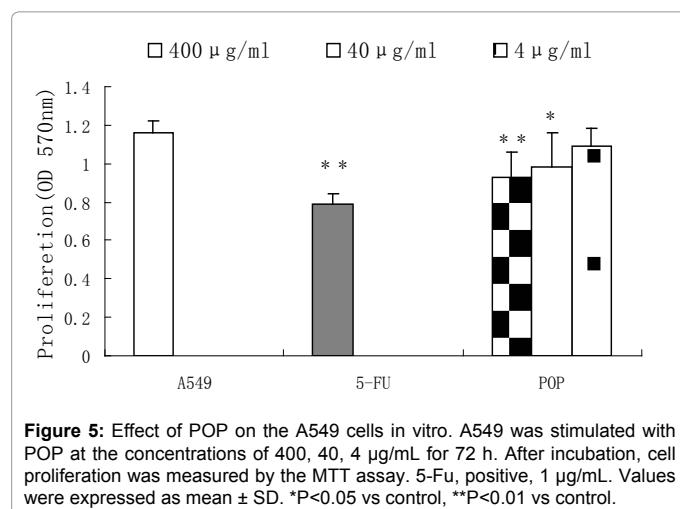 400 μg/ml 40 μg/ml 4 μg/ml
Proliferetion(OD 570nm)
1.4
1.2
1
0.8
0.6
0.4
0.2
0
**
**
*
A549 5-FU POP
Figure 5: Effect of POP on the A549 cells in vitro. A549 was stimulated with
POP at the concentrations of 400, 40, 4 μg/mL for 72 h. After incubation, cell
proliferation was measured by the MTT assay. 5-Fu, positive, 1 μg/mL. Values
were expressed as mean ± SD. *P<0.05 vs control, **P<0.01 vs control.